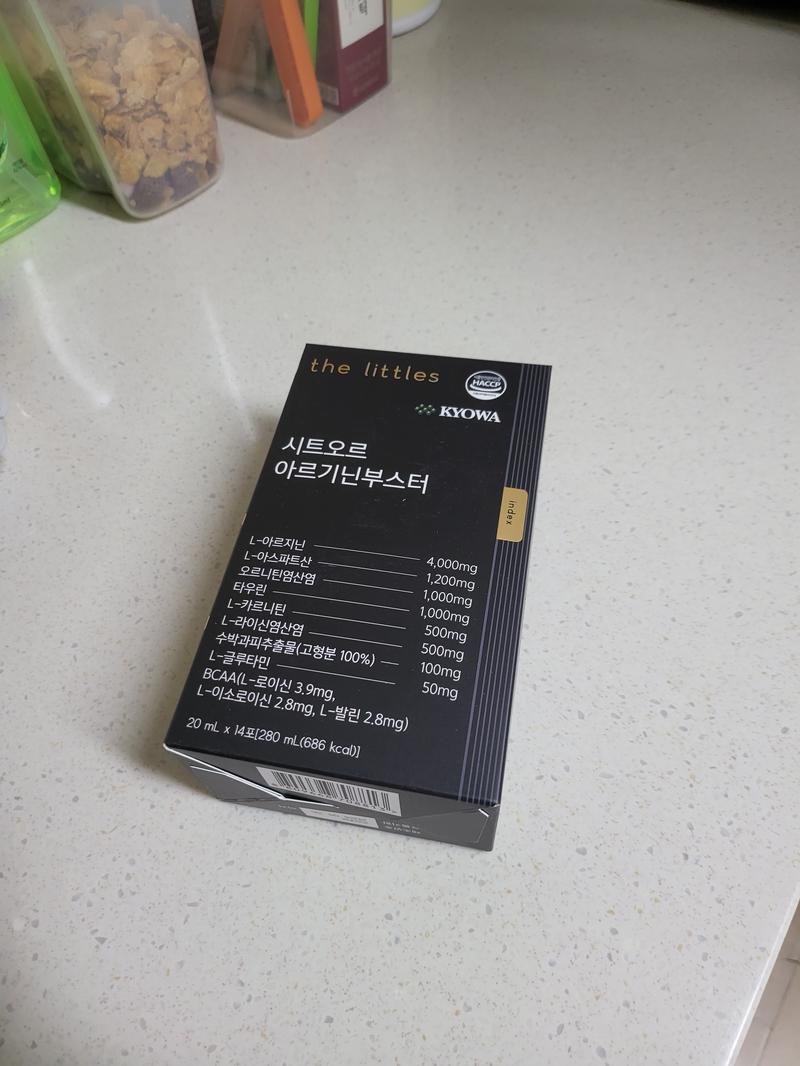 the littles
HACCP
KYOWA
시트오르
아르기닌부스터
index
L-아르지닌 4,000mg
L-아스파트산 1,200mg
오르니틴염산염 1,000mg
타우린 1,000mg
L-카르니틴 500mg
L-라이신염산염 500mg
수박과피추출물(고형분 100%) 100mg
L-글루타민 50mg
BCAA(L-로이신 3.9mg,
L-이소로이신 2.8mg, L-발린 2.8mg)
20 mL x 14포[280 mL(686 kcal)]